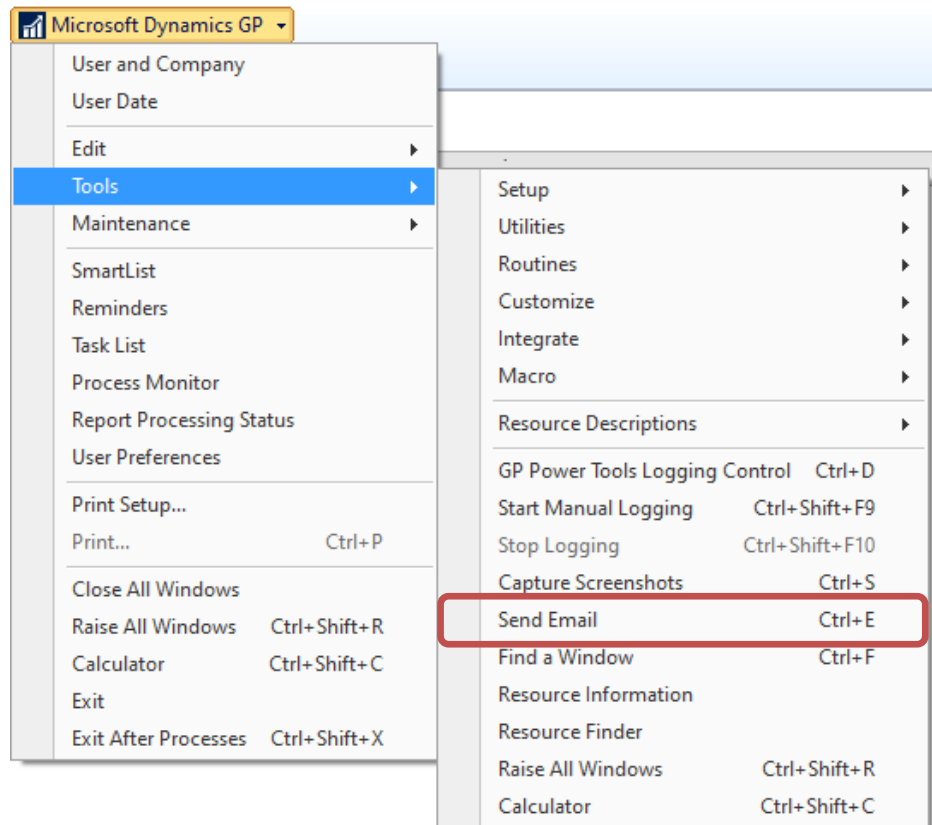 Microsoft Dynamics GP
User and Company
User Date
Edit
Tools
Maintenance
SmartList
Reminders
Task List
Process Monitor
Report Processing Status
User Preferences
Print Setup...
Print... Ctrl+P
Close All Windows
Raise All Windows Ctrl+Shift+R
Calculator Ctrl+Shift+C
Exit
Exit After Processes Ctrl+Shift+X
Setup
Utilities
Routines
Customize
Integrate
Macro
Resource Descriptions
GP Power Tools Logging Control Ctrl+D
Start Manual Logging Ctrl+Shift+F9
Stop Logging Ctrl+Shift+F10
Capture Screenshots Ctrl+S
Send Email Ctrl+E
Find a Window Ctrl+F
Resource Information
Resource Finder
Raise All Windows Ctrl+Shift+R
Calculator Ctrl+Shift+C